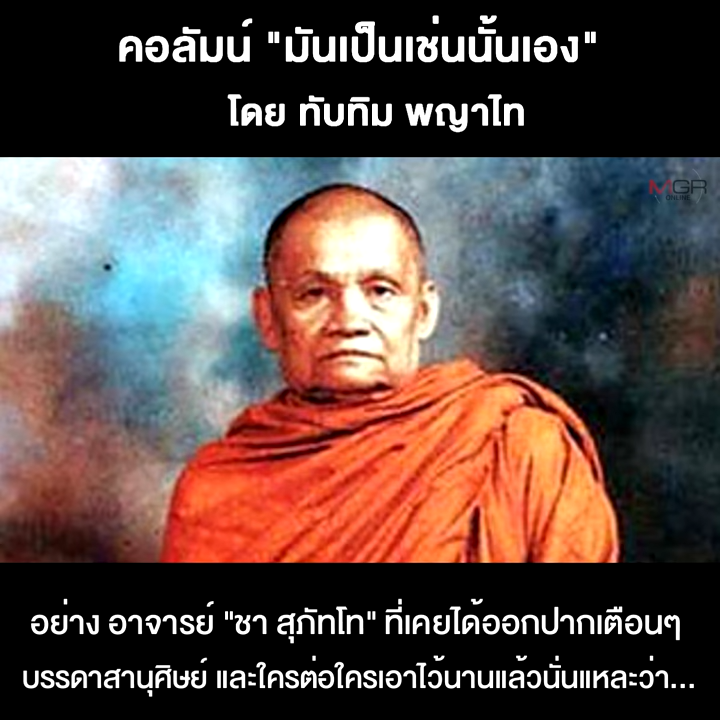 คอลัมน์ "มันเป็นเช่นนั้นเอง"
โดย ทับทิม พญาไท
MGR
ONLINE
อย่าง อาจารย์ "ชา สุภัทโท" ที่เคยได้ออกปากเตือนๆ
บรรดาสานุศิษย์ และใครต่อใครเอาไว้นานแล้วนั่นแหละว่า...